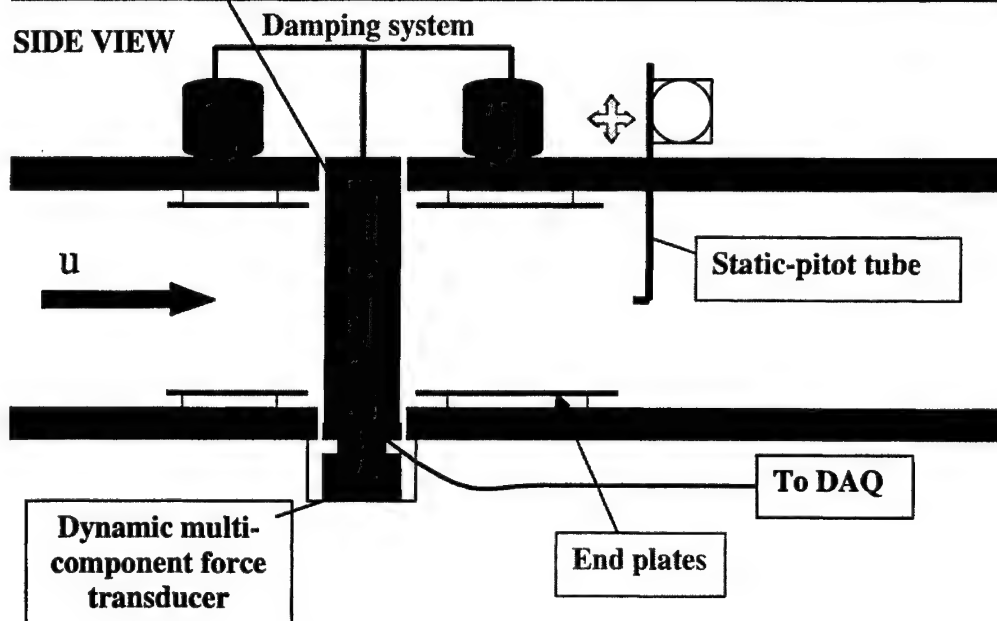 Damping system
SIDE VIEW
u
Static-pitot tube
To DAQ
Dynamic multi-
component force
transducer
End plates